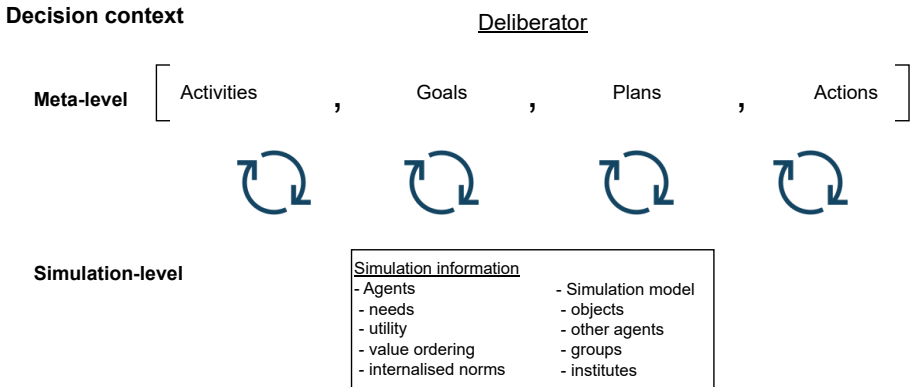 Decision context
Deliberator
Meta-level [ Activities , Goals , Plans , Actions ]
Simulation-level
Simulation information
- Agents
- needs
- utility
- value ordering
- internalised norms
- Simulation model
- objects
- other agents
- groups
- institutes